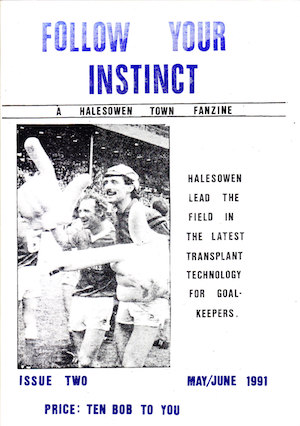 FOLLOW YOUR
INSTINCT
A HALESOWEN TOWN FANZINE
HALESOWEN
LEAD THE
FIELD IN
THE LATEST
TRANSPLANT
TECHNOLOGY
FOR GOAL-
KEEPERS.
ISSUE TWO
MAY/JUNE 1991
PRICE: TEN BOB TO YOU